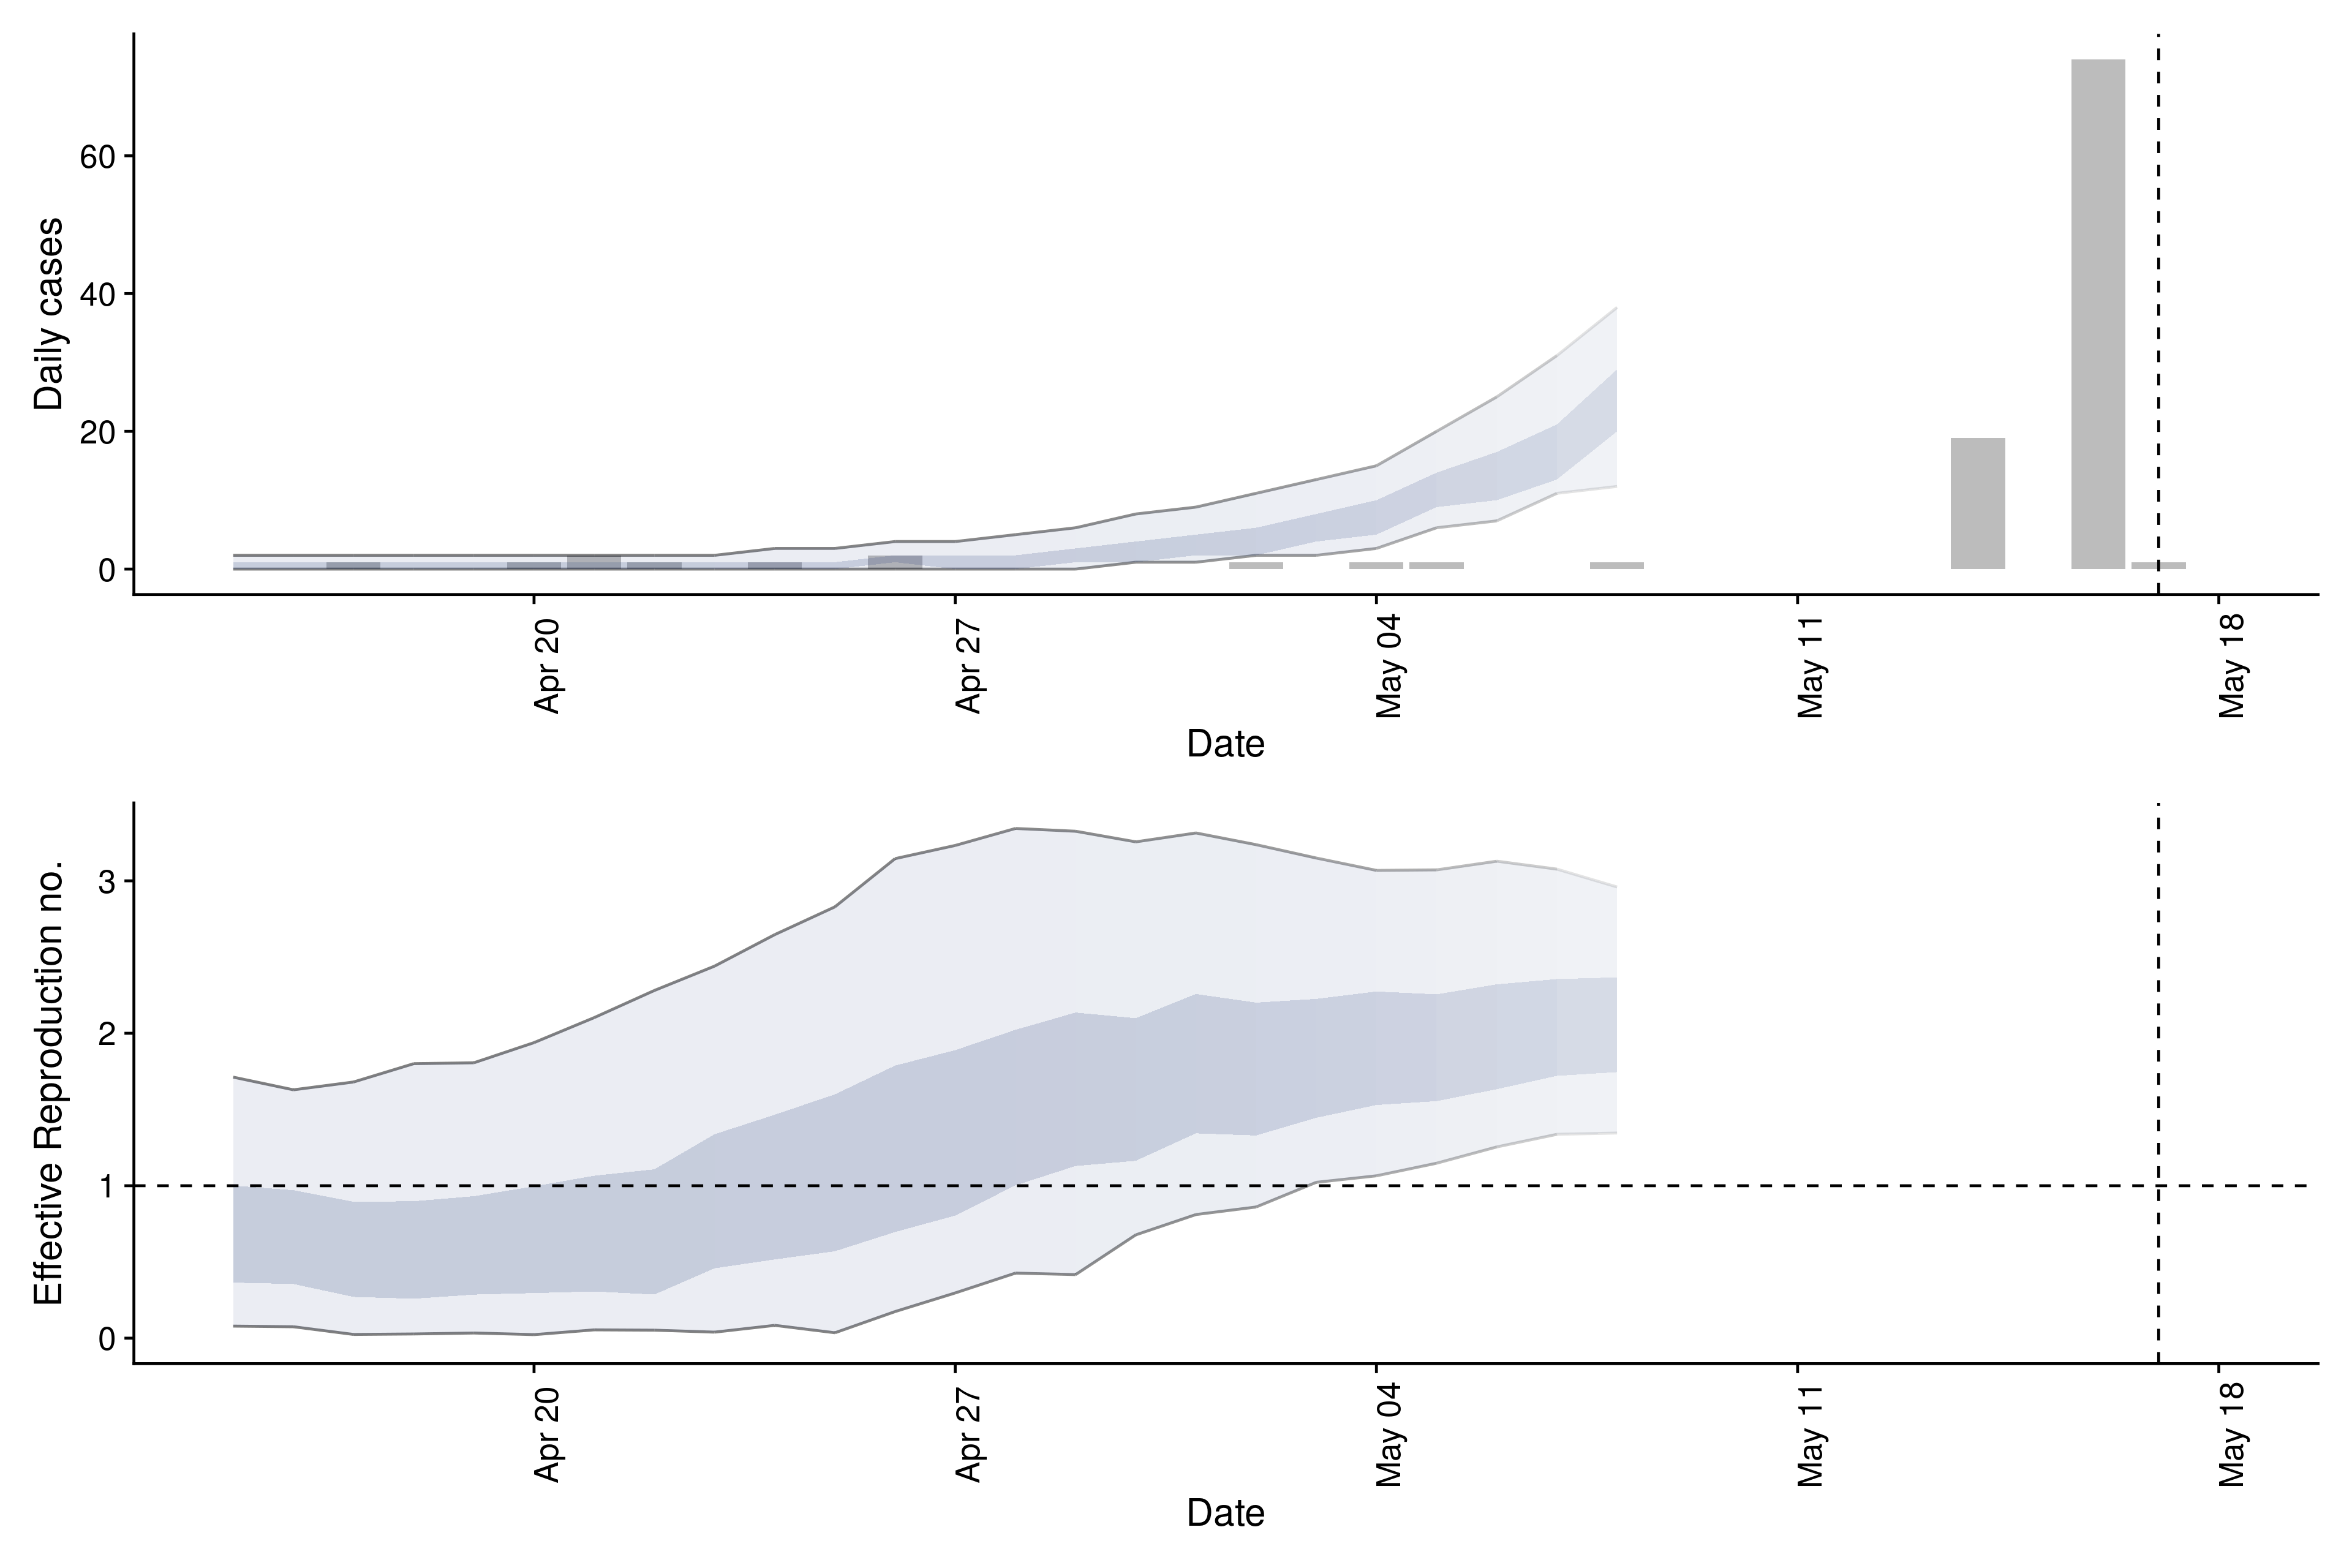 Daily cases
60
40
20
0
Apr 20
Apr 27
May 04
May 11
May 18
Date
Effective Reproduction no.
3
2
1
0
Apr 20
Apr 27
May 04
May 11
May 18
Date